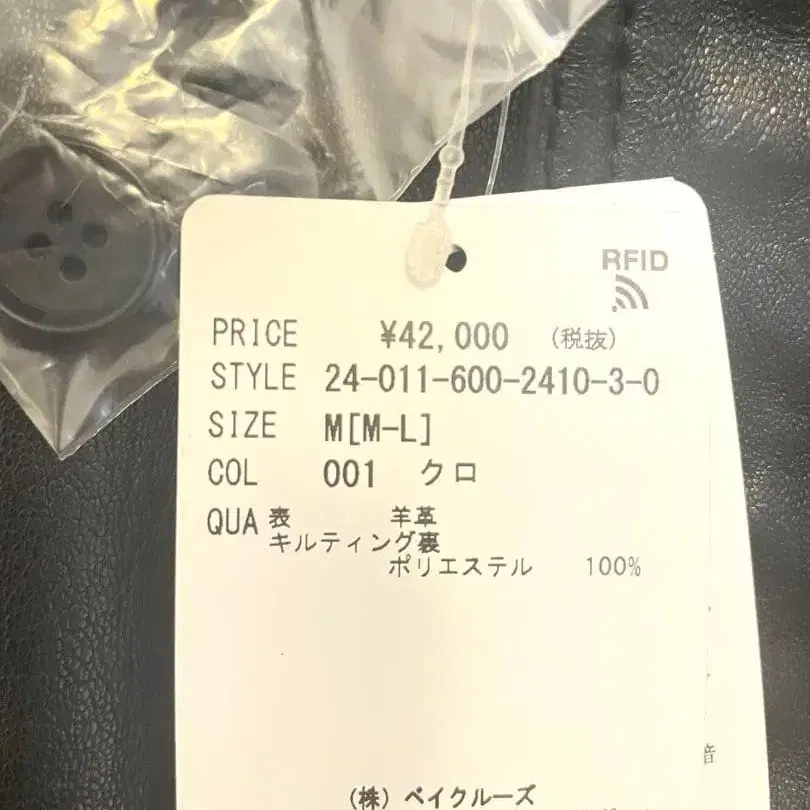 RFID
PRICE ¥42,000 (税抜)
STYLE 24-011-600-2410-3-0
SIZE M[M-L]
COL 001 クロ
QUA 表 羊革
キルティング裏
ポリエステル 100%
音
(株) ベイクルーズ